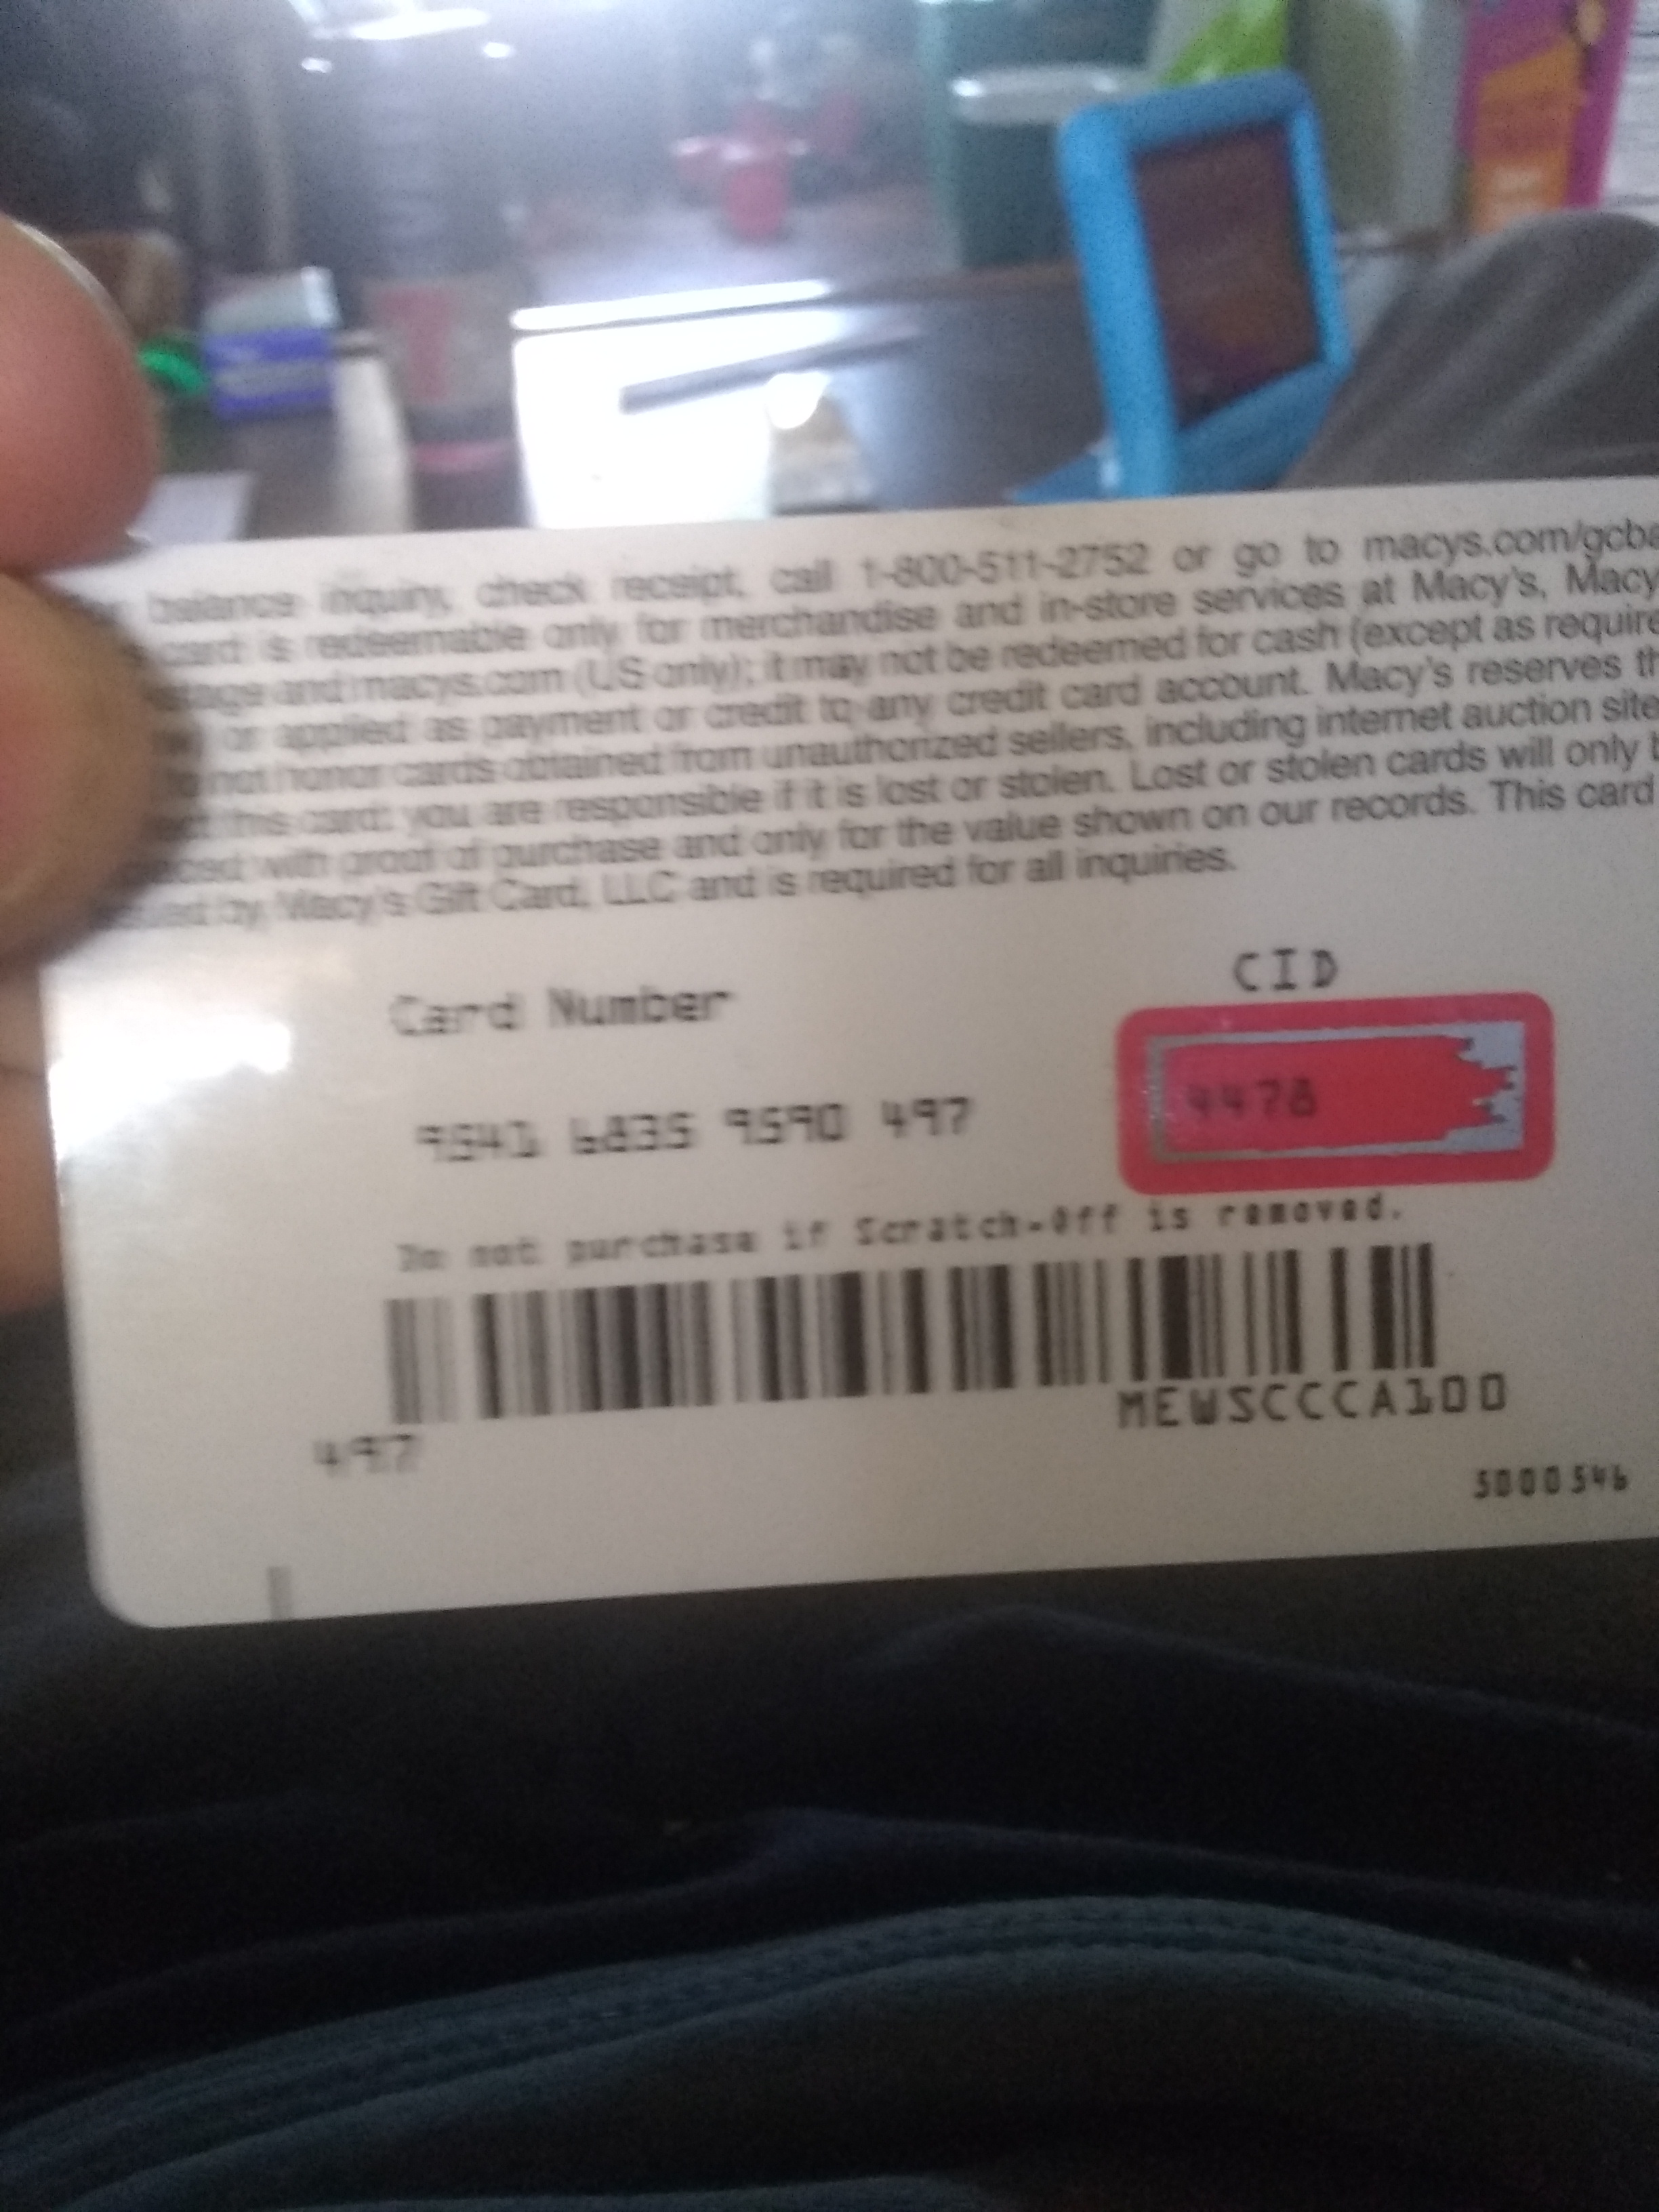 balance inquiry, check receipt, call 1-800-511-2752 or go to macys.com/gcba
card is redeemable only for merchandise and in-store services at Macy's, Macy
and macys.com (US only); it may not be redeemed for cash (except as require
or applied as payment or credit to any credit card account. Macy's reserves th
not honor cards obtained from unauthorized sellers, including internet auction site
this card: you are responsible if it is lost or stolen. Lost or stolen cards will only b
with proof of purchase and only for the value shown on our records. This card
by Macy's Gift Card, LLC and is required for all inquiries.
Card Number
CID
9541 6835 9590 497
4478
Do not purchase if Scratch-Off is removed.
MEWSCCCA100
497
5000546